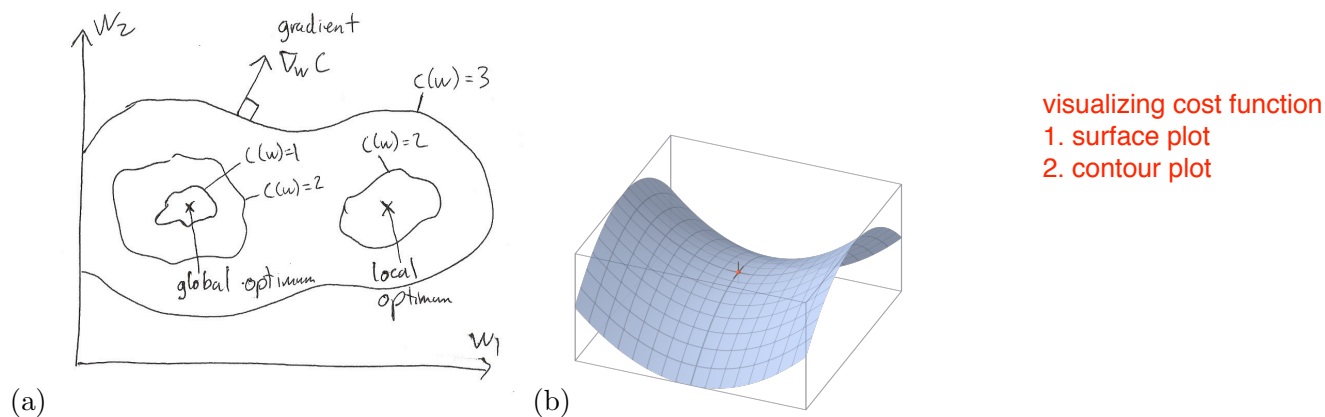 W₂
gradient
∇w C
C(w)=3
C(w)=1
C(w)=2
C(w)=2
global optimum
local
optimum
W₁
(a)
(b)
visualizing cost function
1. surface plot
2. contour plot